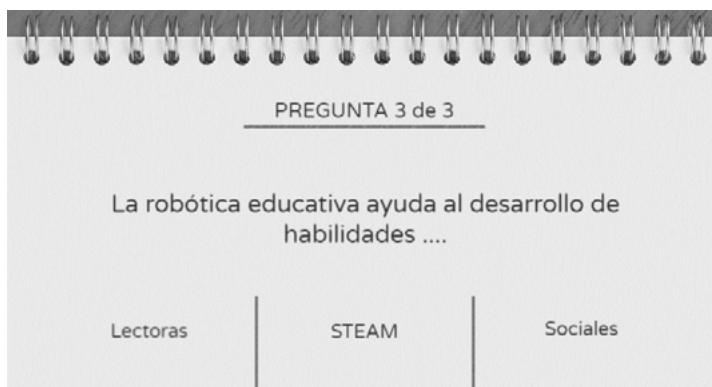 PREGUNTA 3 de 3
La robótica educativa ayuda al desarrollo de
habilidades ....
Lectoras
STEAM
Sociales